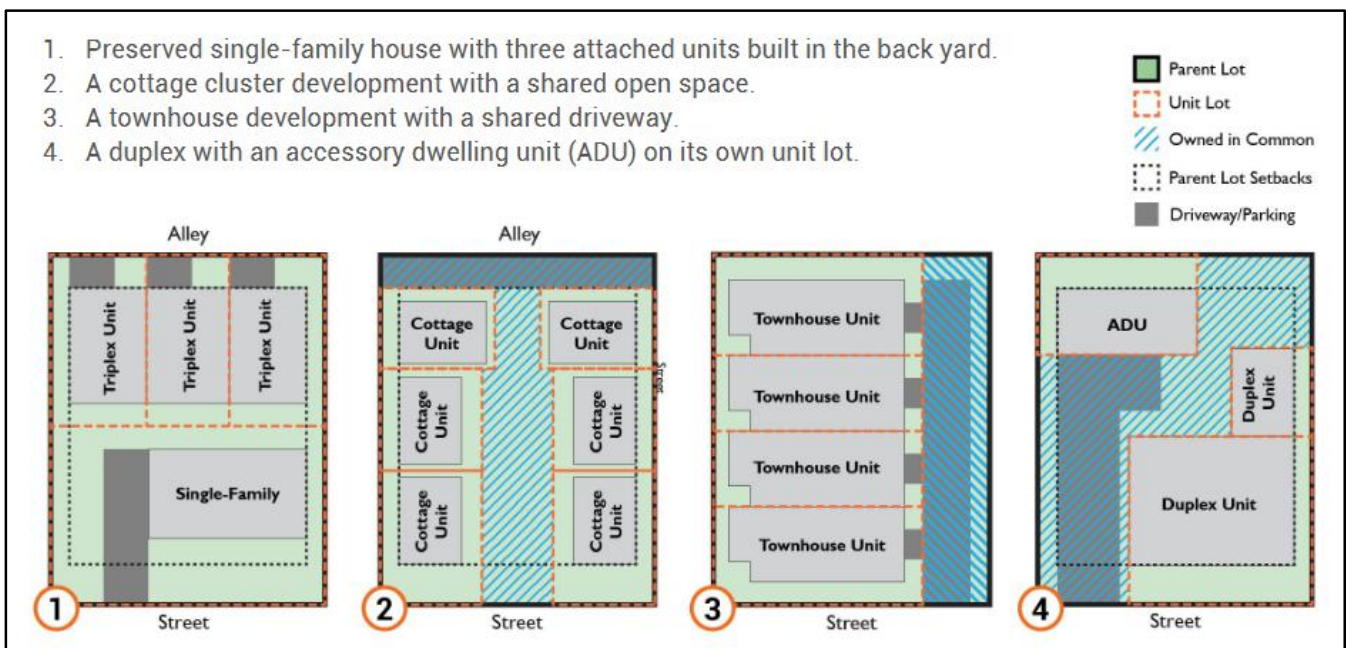 1. Preserved single-family house with three attached units built in the back yard.
2. A cottage cluster development with a shared open space.
3. A townhouse development with a shared driveway.
4. A duplex with an accessory dwelling unit (ADU) on its own unit lot.
Parent Lot
Unit Lot
Owned in Common
Parent Lot Setbacks
Driveway/Parking
Alley
Triplex Unit
Triplex Unit
Triplex Unit
Single-Family
1
Street
Alley
Cottage
Unit
Cottage
Unit
Street
Cottage
Unit
Cottage
Unit
Cottage
Unit
Cottage
Unit
2
Street
Townhouse Unit
Townhouse Unit
Townhouse Unit
Townhouse Unit
3
Street
ADU
Duplex
Unit
Duplex Unit
4
Street